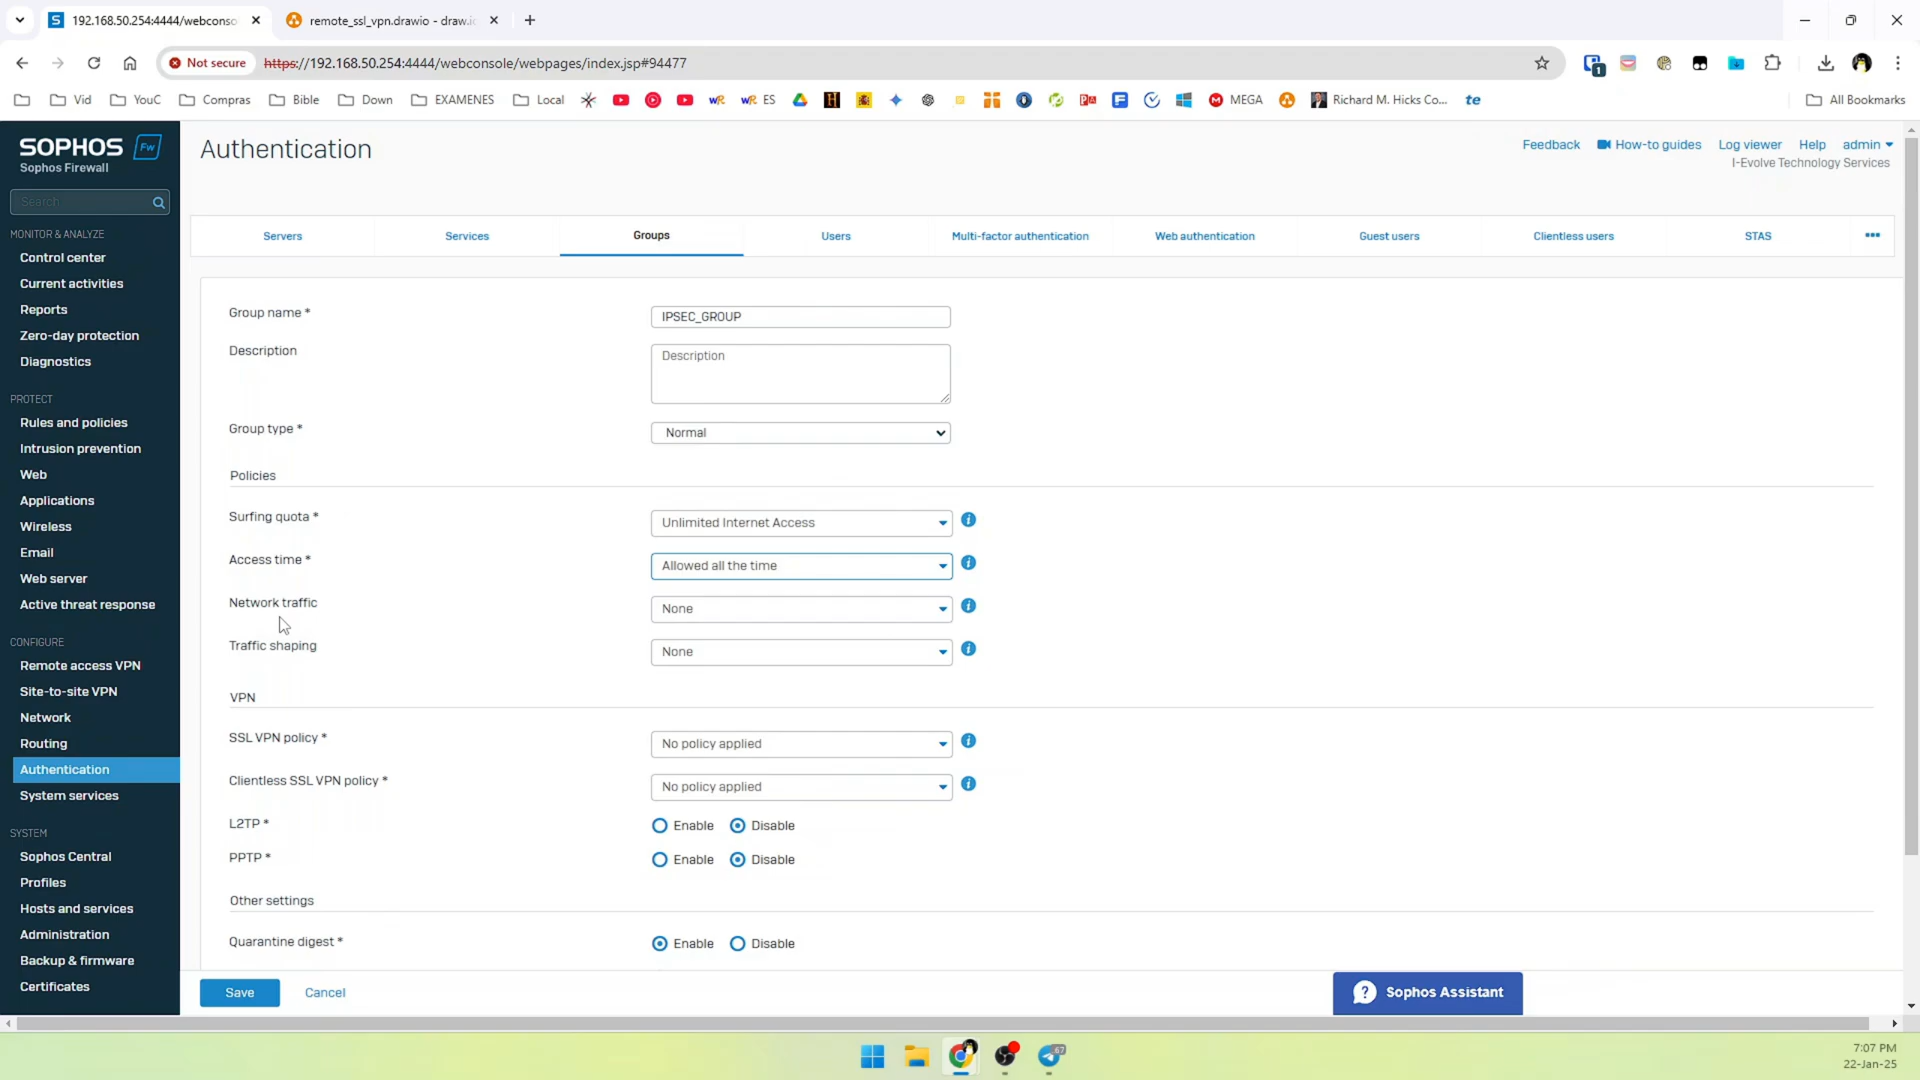 192.168.50.254:4444/webconso
remote_ssl_vpn.drawio - draw.i
Not secure
https://192.168.50.254:4444/webconsole/webpages/index.jsp#94477
1
Vid
YouC
Compras
Bible
Down
EXAMENES
Local
wR
wR ES
MEGA
Richard M. Hicks Co...
te
All Bookmarks
SOPHOS Fw
Sophos Firewall
Search
MONITOR & ANALYZE
Control center
Current activities
Reports
Zero-day protection
Diagnostics
PROTECT
Rules and policies
Intrusion prevention
Web
Applications
Wireless
Email
Web server
Active threat response
CONFIGURE
Remote access VPN
Site-to-site VPN
Network
Routing
Authentication
System services
SYSTEM
Sophos Central
Profiles
Hosts and services
Administration
Backup & firmware
Certificates
Authentication
Feedback
How-to guides
Log viewer
Help
admin
I-Evolve Technology Services
Servers
Services
Groups
Users
Multi-factor authentication
Web authentication
Guest users
Clientless users
STAS
Group name *
IPSEC_GROUP
Description
Description
Group type *
Normal
Policies
Surfing quota *
Unlimited Internet Access
Access time *
Allowed all the time
Network traffic
None
Traffic shaping
None
VPN
SSL VPN policy *
No policy applied
Clientless SSL VPN policy *
No policy applied
L2TP *
Enable
Disable
PPTP *
Enable
Disable
Other settings
Quarantine digest *
Enable
Disable
Save
Cancel
Sophos Assistant
67
7:07 PM
22-Jan-25